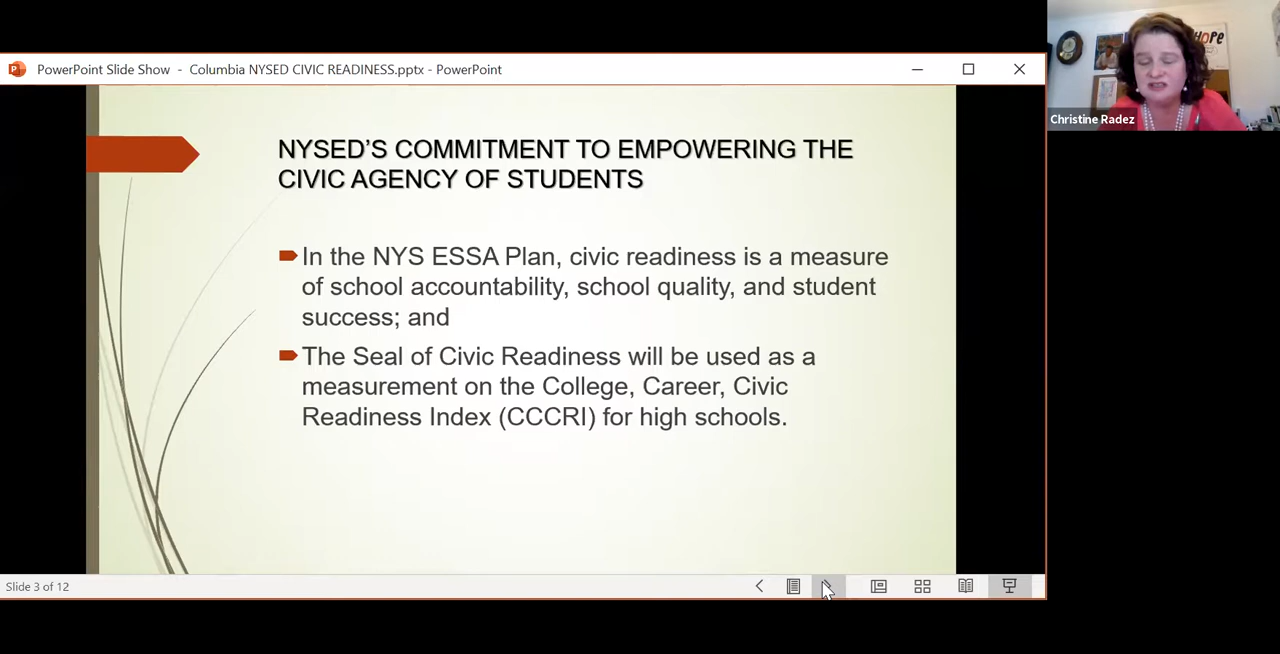 PowerPoint Slide Show - Columbia NYSED CIVIC READINESS.pptx - PowerPoint
HOPE
Christine Radez
NYSED'S COMMITMENT TO EMPOWERING THE
CIVIC AGENCY OF STUDENTS
In the NYS ESSA Plan, civic readiness is a measure
of school accountability, school quality, and student
success; and
The Seal of Civic Readiness will be used as a
measurement on the College, Career, Civic
Readiness Index (CCCRI) for high schools.
Slide 3 of 12